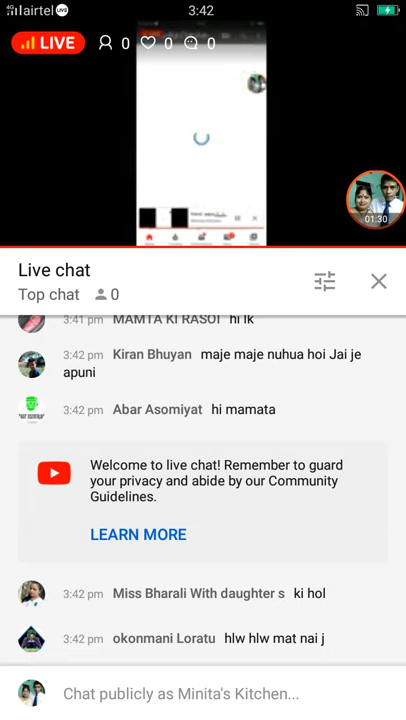 4G airtel LIVE 3:42
LIVE 0 0 0
01:30
Live chat
Top chat 0
3:41 pm MAMTA KI RASOI hi lk
3:42 pm Kiran Bhuyan maje maje nuhua hoi Jai je
apuni
3:42 pm Abar Asomiyat hi mamata
Welcome to live chat! Remember to guard
your privacy and abide by our Community
Guidelines.
LEARN MORE
3:42 pm Miss Bharali With daughter s ki hol
3:42 pm okonmani Loratu hlw hlw mat nai j
Chat publicly as Minita's Kitchen...